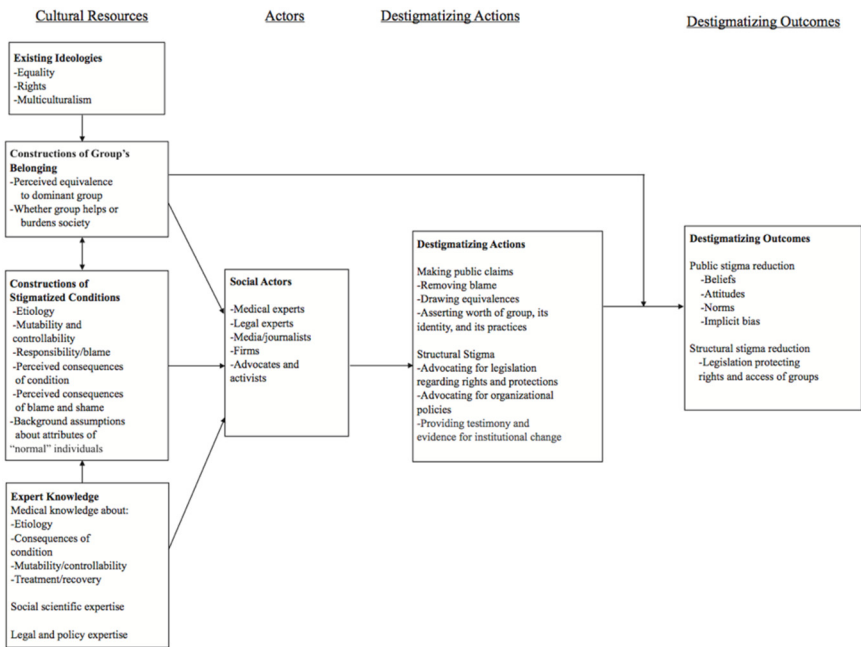 Cultural Resources
Actors
Destigmatizing Actions
Destigmatizing Outcomes
Existing Ideologies
-Equality
-Rights
-Multiculturalism
Constructions of Group's
Belonging
-Perceived equivalence
to dominant group
-Whether group helps or
burdens society
Constructions of
Stigmatized Conditions
-Etiology
-Mutability and
controllability
-Responsibility/blame
-Perceived consequences
of condition
-Perceived consequences
of blame and shame
-Background assumptions
about attributes of
"normal" individuals
Expert Knowledge
Medical knowledge about:
-Etiology
-Consequences of
condition
-Mutability/controllability
-Treatment/recovery
Social scientific expertise
Legal and policy expertise
Social Actors
-Medical experts
-Legal experts
-Media/journalists
-Firms
-Advocates and
activists
Destigmatizing Actions
Making public claims
-Removing blame
-Drawing equivalences
-Asserting worth of group, its
identity, and its practices
Structural Stigma
-Advocating for legislation
regarding rights and protections
-Advocating for organizational
policies
-Providing testimony and
evidence for institutional change
Destigmatizing Outcomes
Public stigma reduction
-Beliefs
-Attitudes
-Norms
-Implicit bias
Structural stigma reduction
-Legislation protecting
rights and access of groups